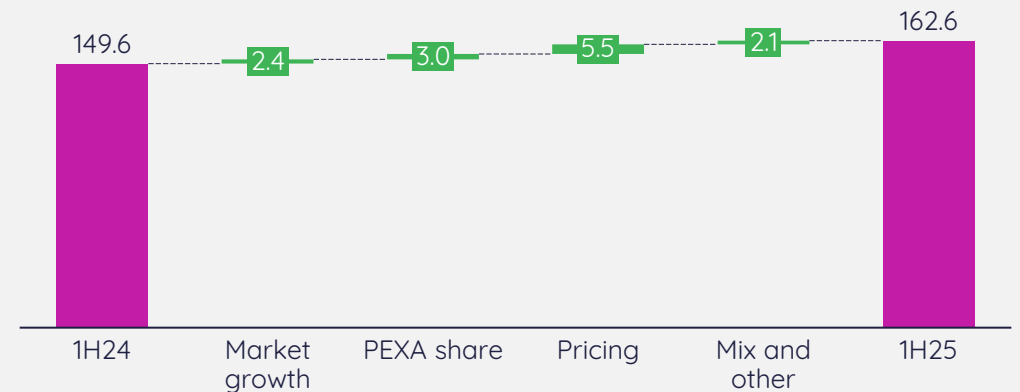 149.6
2.4
3.0
5.5
2.1
162.6
1H24
Market
growth
PEXA share
Pricing
Mix and
other
1H25